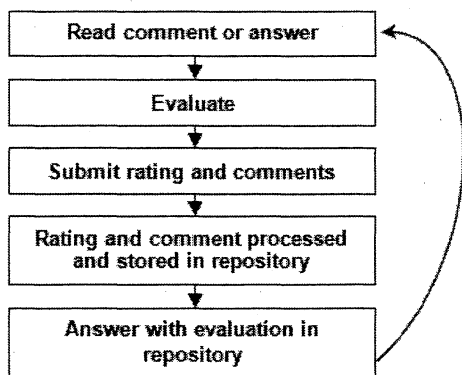 Read comment or answer
Evaluate
Submit rating and comments
Rating and comment processed
and stored in repository
Answer with evaluation in
repository